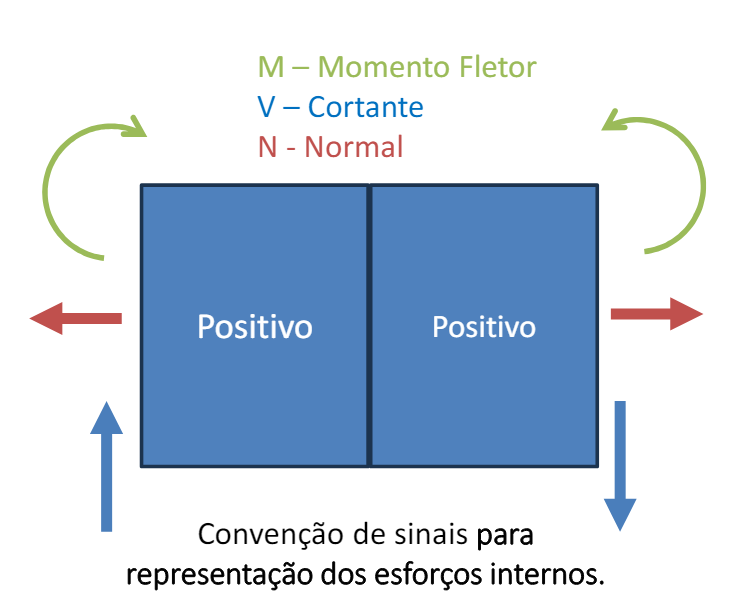 M – Momento Fletor
V – Cortante
N - Normal
Positivo
Positivo
Convenção de sinais para
representação dos esforços internos.